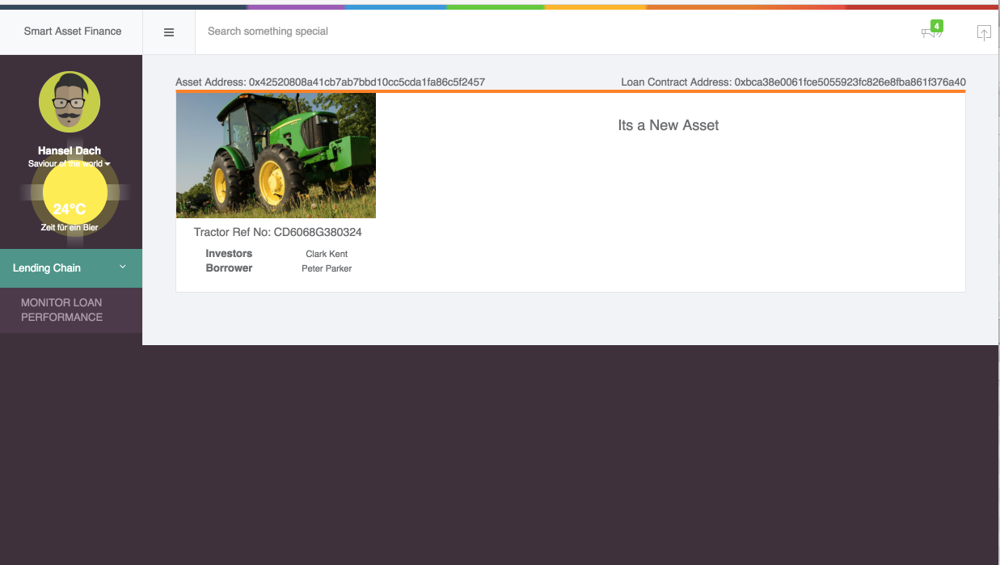 Smart Asset Finance
Search something special
4
Asset Address: 0x42520808a41cb7ab7bbd10cc5cda1fa86c5f2457
Loan Contract Address: 0xbca38e0061fce5055923fc826e8fba861f376a40
Hansel Dach
Saviour of the world
24°C
Zeit für ein Bier
Lending Chain
MONITOR LOAN
PERFORMANCE
Its a New Asset
Tractor Ref No: CD6068G380324
Investors Clark Kent
Borrower Peter Parker